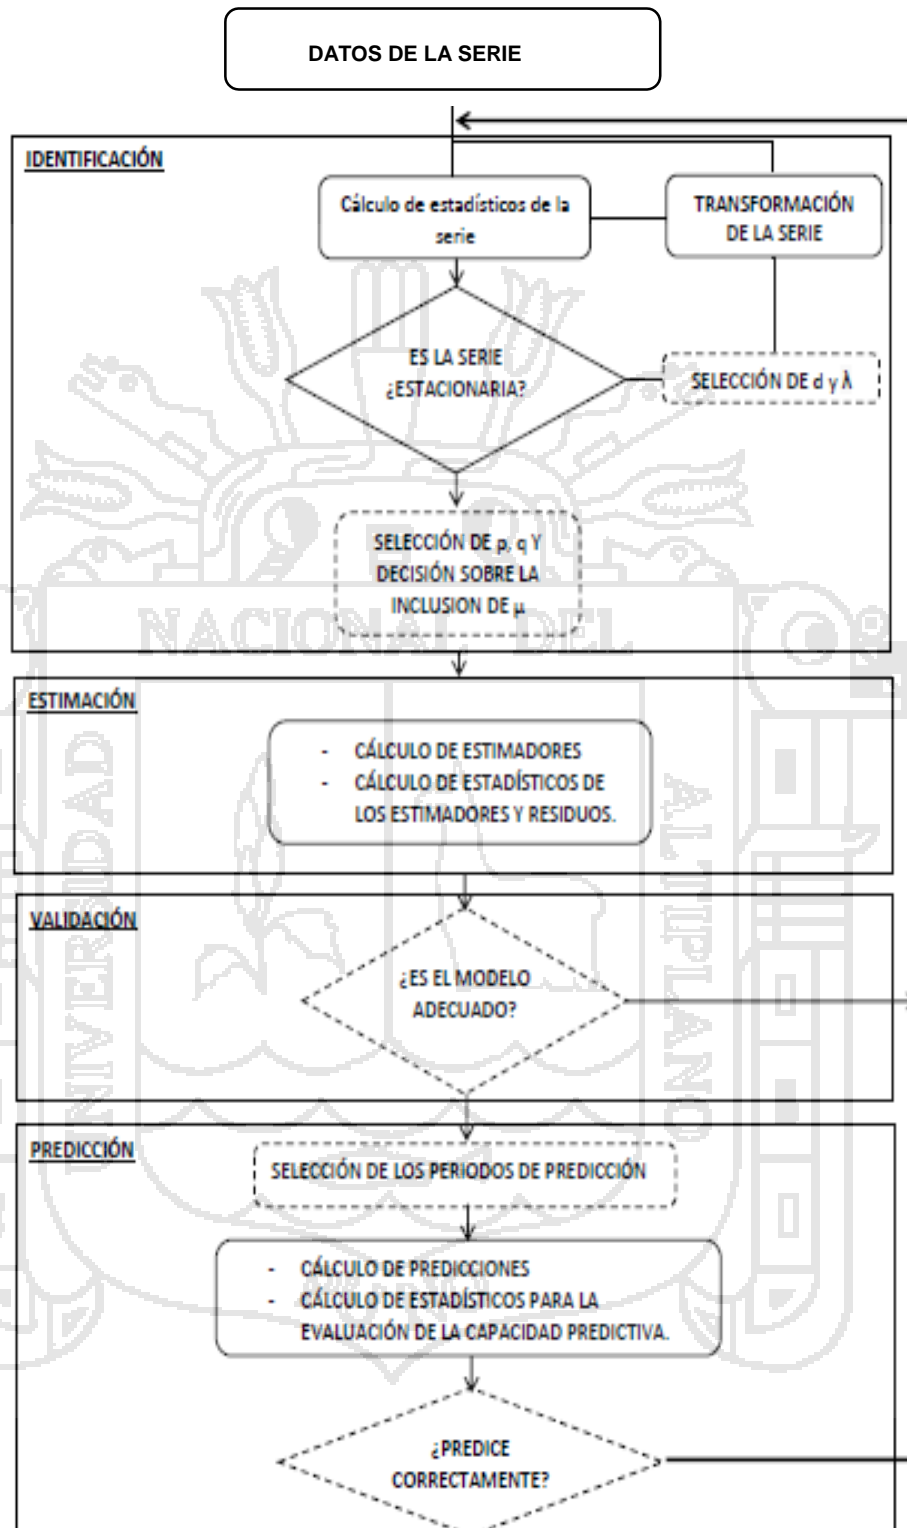 DATOS DE LA SERIE
IDENTIFICACIÓN
Cálculo de estadísticos de la
serie
TRANSFORMACIÓN
DE LA SERIE
ES LA SERIE
¿ESTACIONARIA?
SELECCIÓN DE d y λ
SELECCIÓN DE p, q Y
DECISIÓN SOBRE LA
INCLUSION DE μ
NACIONAL DEL
UNIVERSIDAD
ALTIPLANO
ESTIMACIÓN
- CÁLCULO DE ESTIMADORES
- CÁLCULO DE ESTADÍSTICOS DE
LOS ESTIMADORES Y RESIDUOS.
VALIDACIÓN
¿ES EL MODELO
ADECUADO?
PREDICCIÓN
SELECCIÓN DE LOS PERIODOS DE PREDICCIÓN
- CÁLCULO DE PREDICCIONES
- CÁLCULO DE ESTADÍSTICOS PARA LA
EVALUACIÓN DE LA CAPACIDAD PREDICTIVA.
¿PREDICE
CORRECTAMENTE?